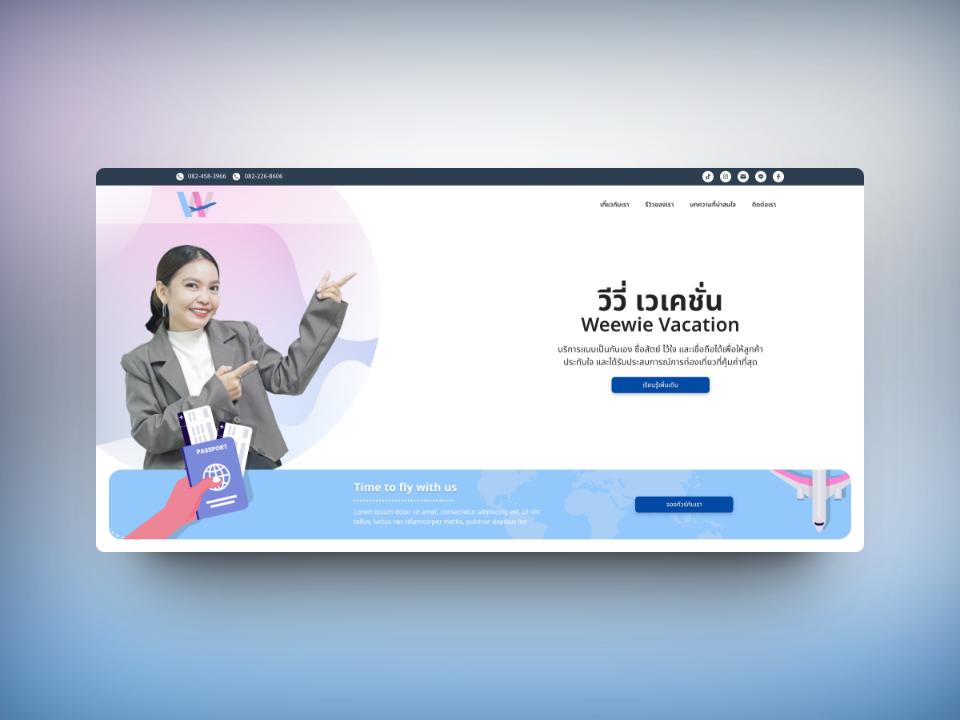 082-458-3966 082-226-8606
W
เกี่ยวกับเรา รีวิวของเรา บทความที่น่าสนใจ ติดต่อเรา
วีวี่ เวเคชั่น
Weewie Vacation
บริการแบบเป็นกันเอง ซื่อสัตย์ ไว้ใจ และเชื่อถือได้เพื่อให้ลูกค้า
ประทับใจ และได้รับประสบการณ์การท่องเที่ยวที่คุ้มค่าที่สุด
เรียนรู้เพิ่มเติม
PASSPORT
Time to fly with us
Lorem ipsum dolor sit amet, consectetur adipiscing elit. Ut elit
tellus, luctus nec ullamcorper mattis, pulvinar dapibus leo
จองทัวร์กับเรา